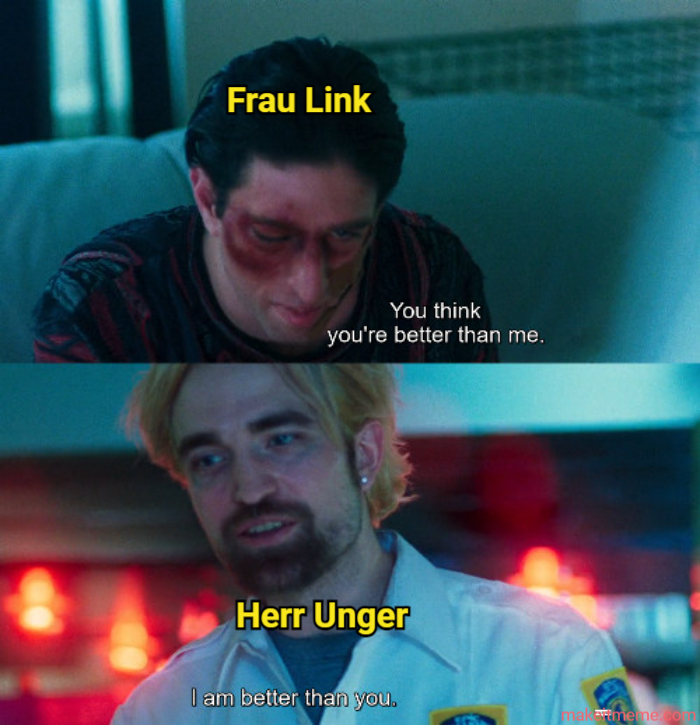 Frau Link
You think
you're better than me.
Herr Unger
I am better than you.
makeitmeme.com